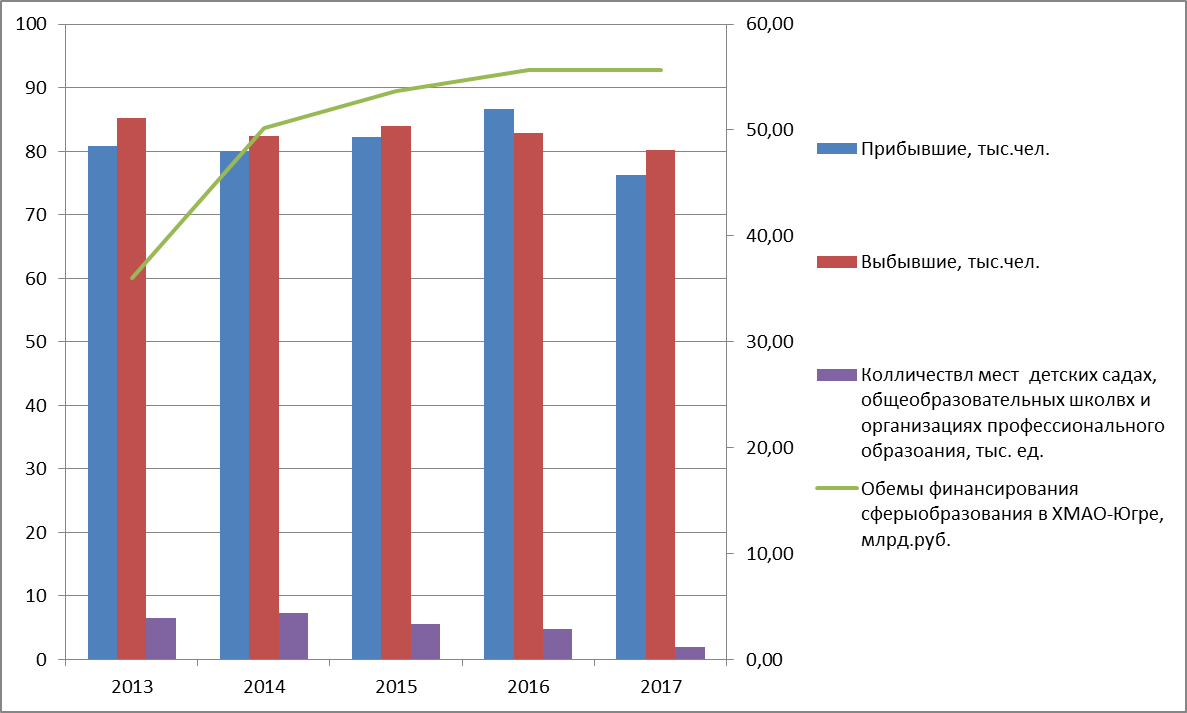 100
90
80
70
60
50
40
30
20
10
0
60,00
50,00
40,00
30,00
20,00
10,00
0,00
2013
2014
2015
2016
2017
Прибывшие, тыс.чел.
Выбывшие, тыс.чел.
Колличествл мест  детских садах,
общеобразовательных школвх и
организациях профессионального
образоания, тыс. ед.
Обемы финансирования
сферыобразования в ХМАО-Югре,
млрд.руб.